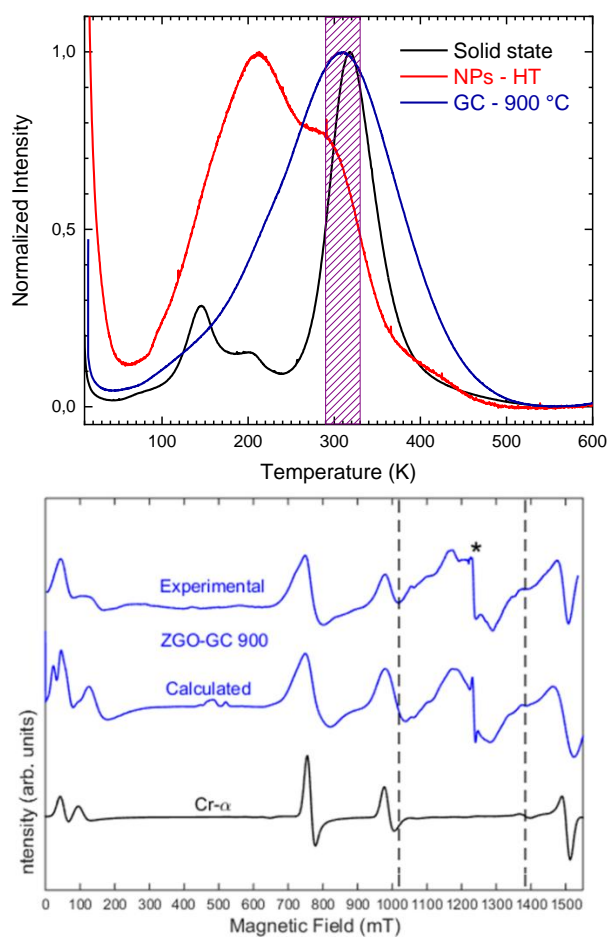 1,0
Solid state
NPs - HT
GC - 900 °C
Normalized Intensity
0,5
0,0
100 200 300 400 500 600
Temperature (K)
*
Experimental
ZGO-GC 900
Calculated
Cr-α
ntensity (arb. units)
0 100 200 300 400 500 600 700 800 900 1000 1100 1200 1300 1400 1500
Magnetic Field (mT)